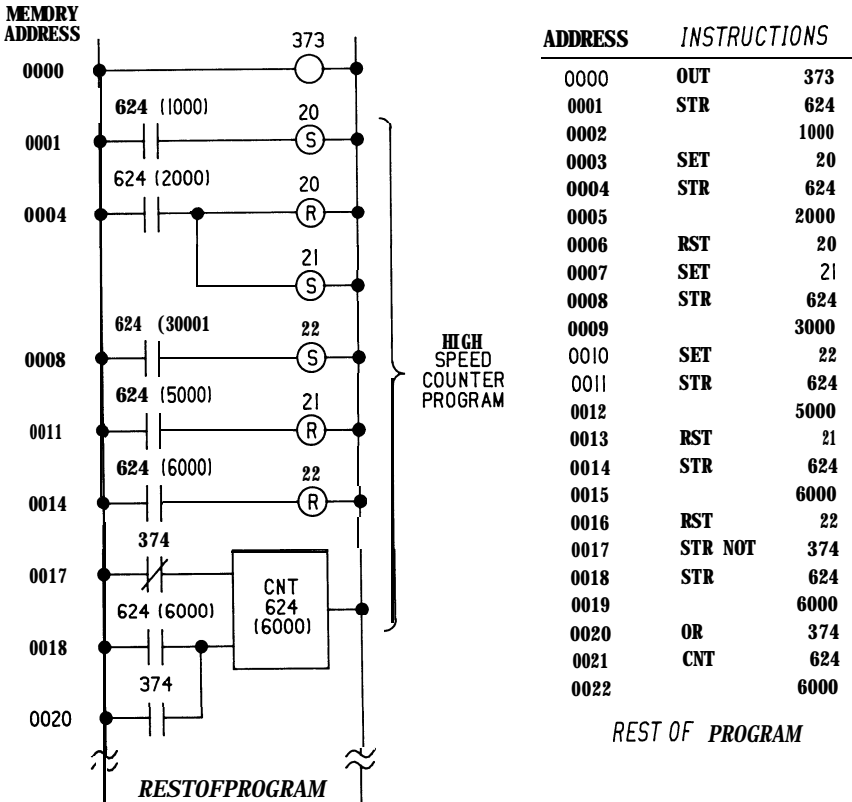 MEMORY
ADDRESS
373
0000
624 (1000)
20
0001
S
624 (2000)
20
0004
R
21
S
624 (30001
22
0008
S
624 (5000)
21
0011
R
624 (6000)
22
0014
R
374
0017
CNT
624
(6000)
624 (6000)
0018
374
0020
RESTOFPROGRAM
HIGH
SPEED
COUNTER
PROGRAM
ADDRESS INSTRUCTIONS
0000 OUT 373
0001 STR 624
0002 1000
0003 SET 20
0004 STR 624
0005 2000
0006 RST 20
0007 SET 21
0008 STR 624
0009 3000
0010 SET 22
0011 STR 624
0012 5000
0013 RST 21
0014 STR 624
0015 6000
0016 RST 22
0017 STR NOT 374
0018 STR 624
0019 6000
0020 OR 374
0021 CNT 624
0022 6000
REST OF PROGRAM